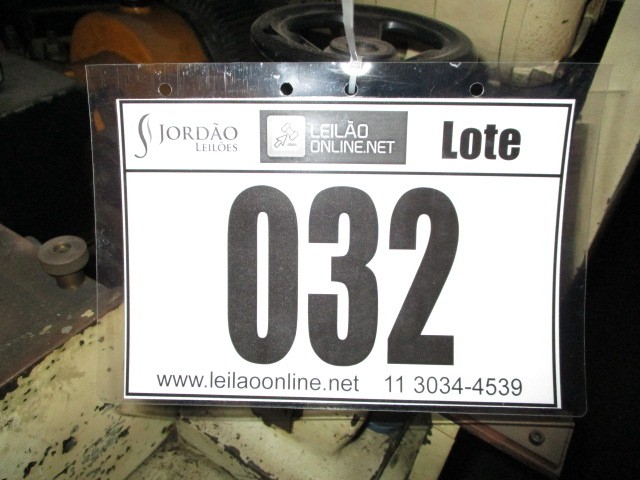 JORDÃO
LEILÕES
LEILÃO
ONLINE.NET
Lote
032
www.leilaoonline.net 11 3034-4539